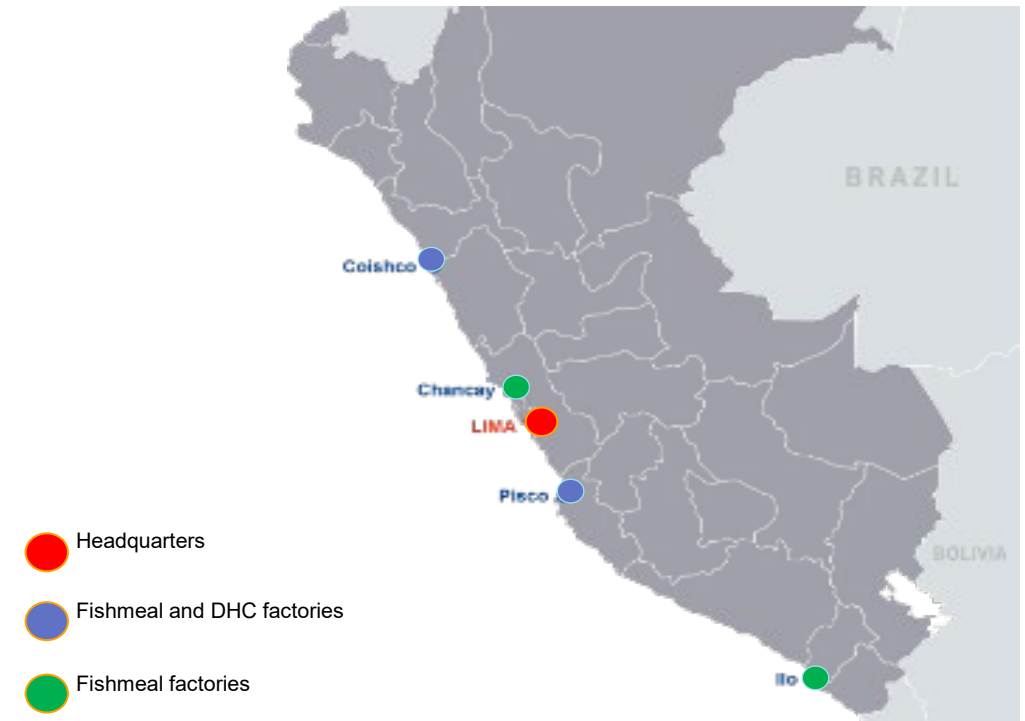 BRAZIL
Coishco
Chancay
LIMA
Pisco
Headquarters
BOLIVIA
Fishmeal and DHC factories
Fishmeal factories
Ilo